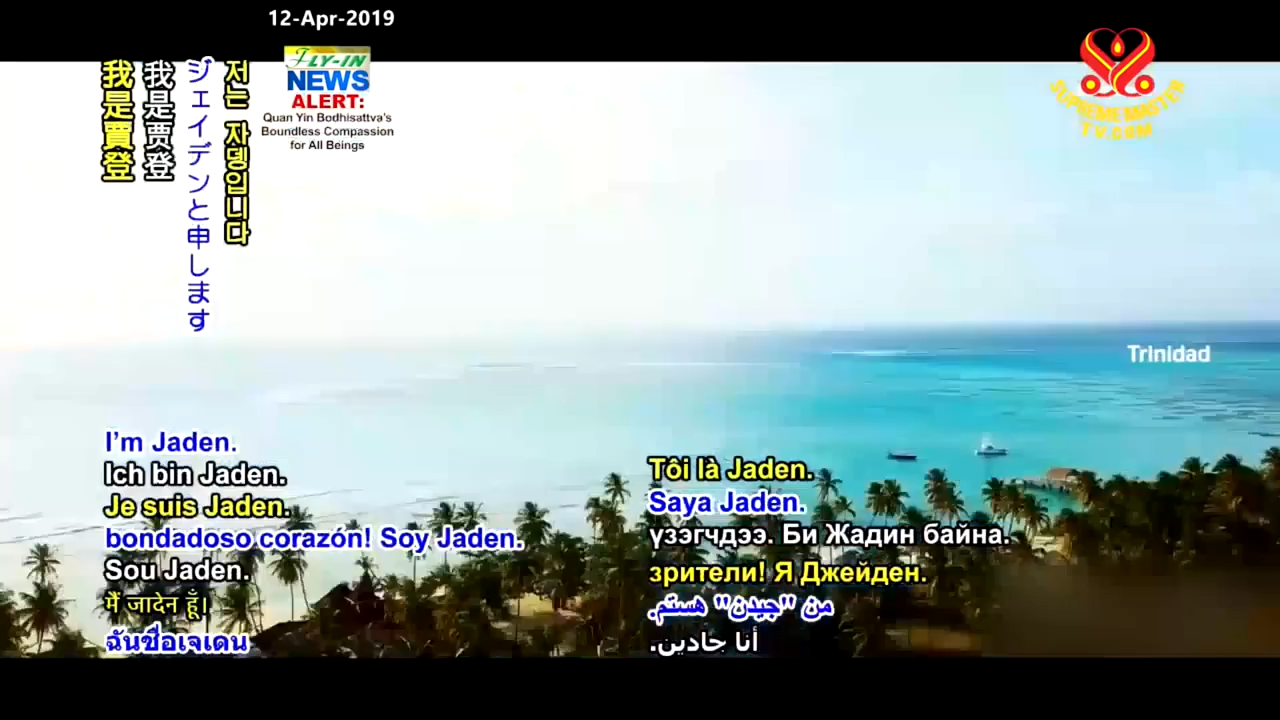 12-Apr-2019
FLY-IN
NEWS
ALERT:
Quan Yin Bodhisattva's
Boundless Compassion
for All Beings
SUPREME MASTER
TV.COM
저는 자뎅입니다
ジェイデンと申します
我是贾登
我是賈登
Trinidad
I'm Jaden.
Ich bin Jaden.
Je suis Jaden.
bondadoso corazón! Soy Jaden.
Sou Jaden.
मैं जादेन हूँ।
ฉันชื่อเจเดน
Tôi là Jaden.
Saya Jaden.
үзэгчдээ. Би Жадин байна.
зрители! Я Джейден.
من "جیدن" هستم.
أنا جادين.